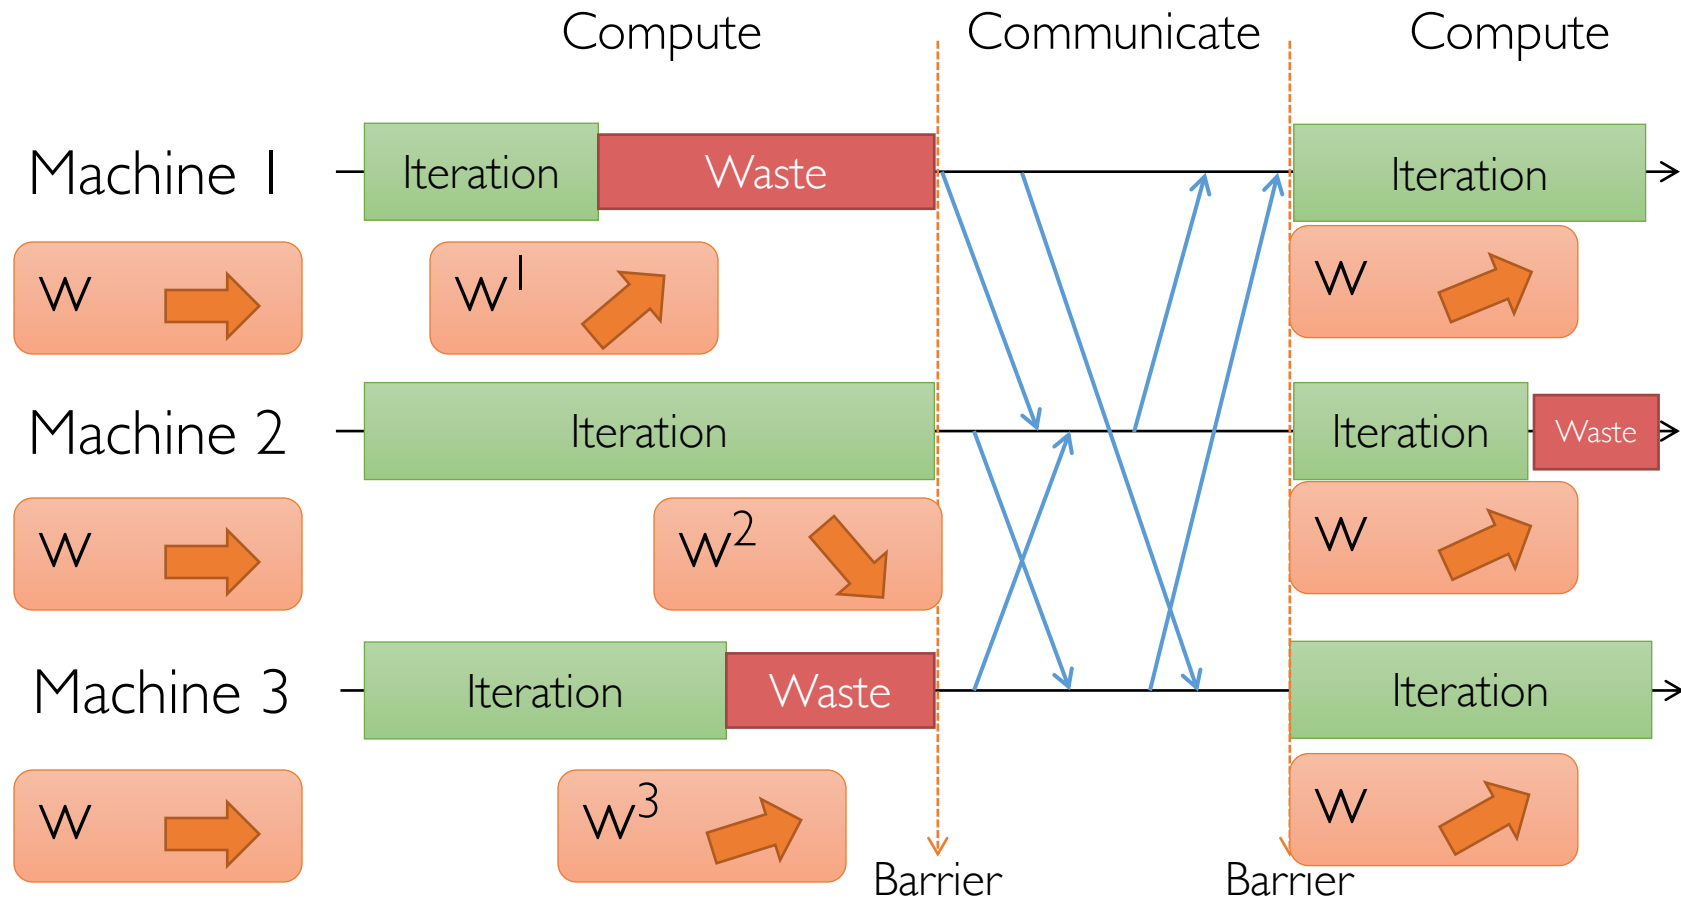 Compute Communicate Compute
Machine 1 Iteration Waste Iteration
w w¹ w
Machine 2 Iteration Iteration Waste
w w² w
Machine 3 Iteration Waste Iteration
w w³ w
Barrier Barrier